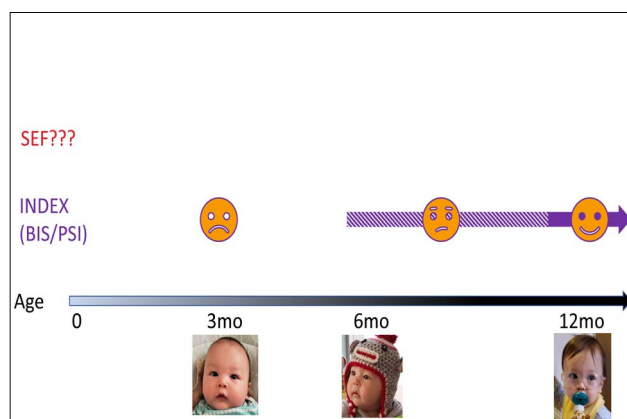 SEF???
INDEX
(BIS/PSI)
Age
0 3mo 6mo 12mo